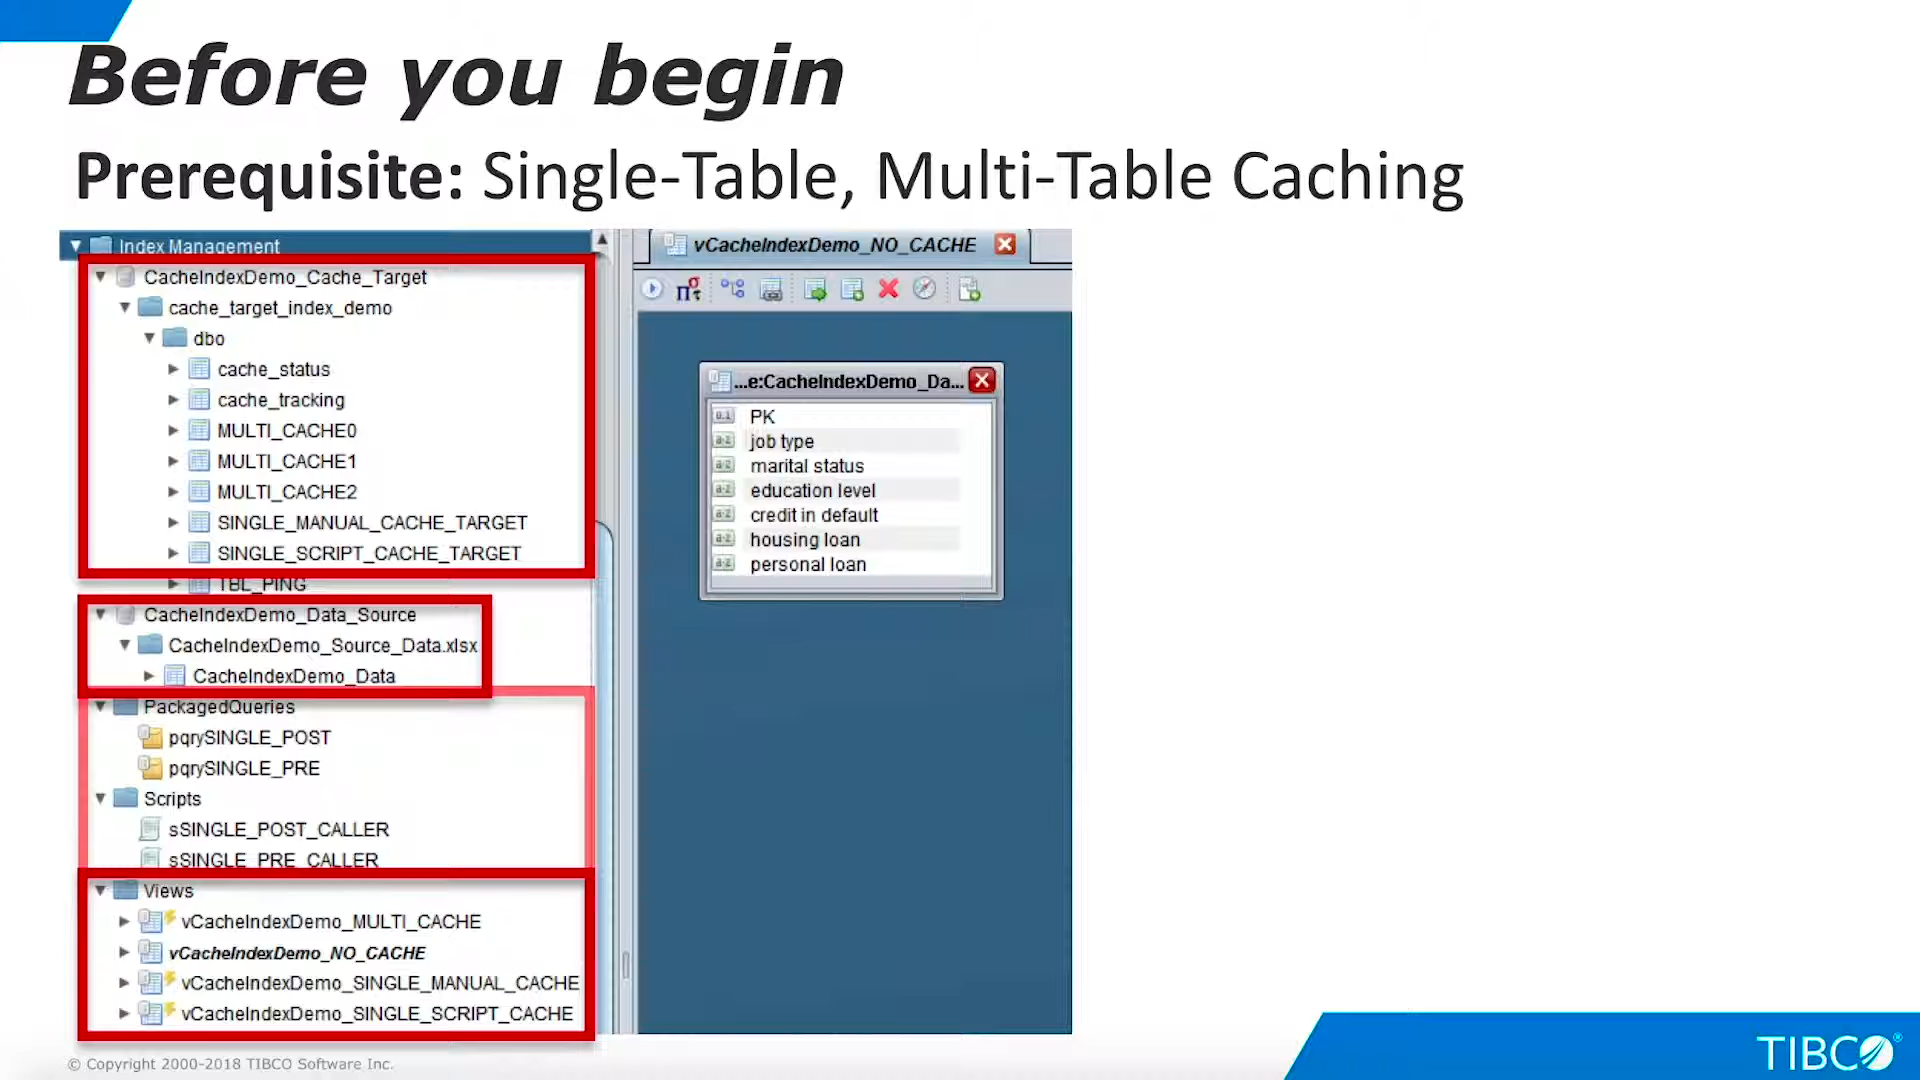 Before you begin
Prerequisite: Single-Table, Multi-Table Caching
Index Management
CacheIndexDemo_Cache_Target
cache_target_index_demo
dbo
cache_status
cache_tracking
MULTI_CACHE0
MULTI_CACHE1
MULTI_CACHE2
SINGLE_MANUAL_CACHE_TARGET
SINGLE_SCRIPT_CACHE_TARGET
TBL_PING
CacheIndexDemo_Data_Source
CacheIndexDemo_Source_Data.xlsx
CacheIndexDemo_Data
PackagedQueries
pqrySINGLE_POST
pqrySINGLE_PRE
Scripts
sSINGLE_POST_CALLER
sSINGLE_PRE_CALLER
Views
vCacheIndexDemo_MULTI_CACHE
vCacheIndexDemo_NO_CACHE
vCacheIndexDemo_SINGLE_MANUAL_CACHE
vCacheIndexDemo_SINGLE_SCRIPT_CACHE
vCacheIndexDemo_NO_CACHE
...e:CacheIndexDemo_Da...
PK
job type
marital status
education level
credit in default
housing loan
personal loan
© Copyright 2000-2018 TIBCO Software Inc.
TIBCO®